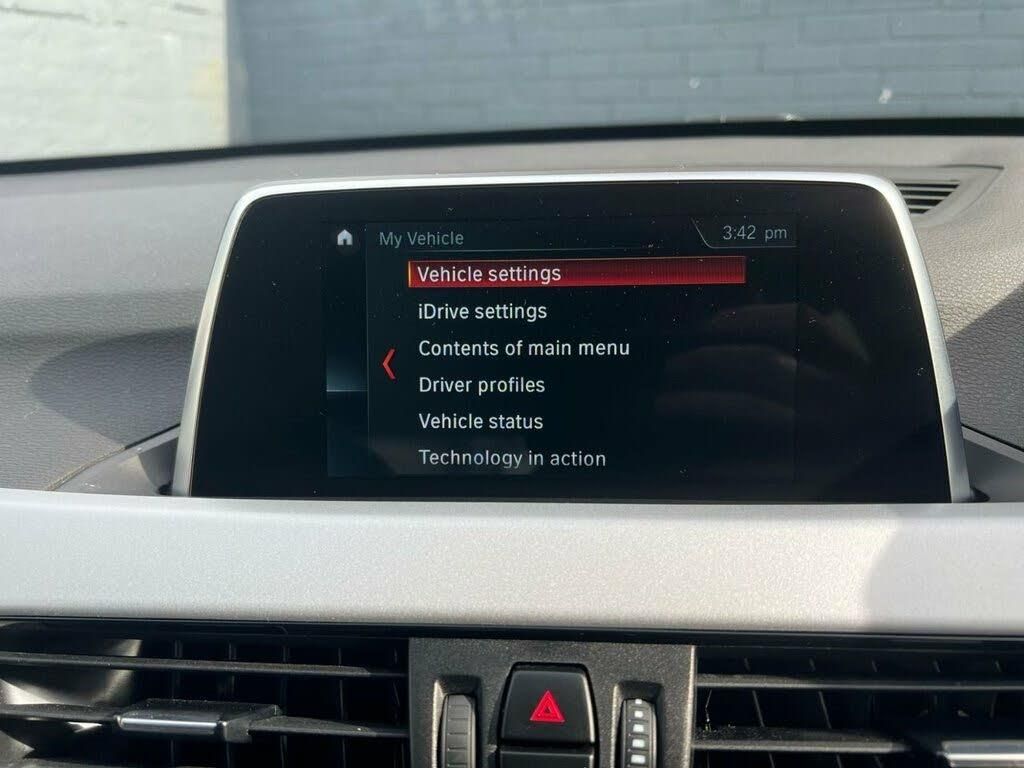 My Vehicle
3:42 pm
Vehicle settings
iDrive settings
Contents of main menu
Driver profiles
Vehicle status
Technology in action